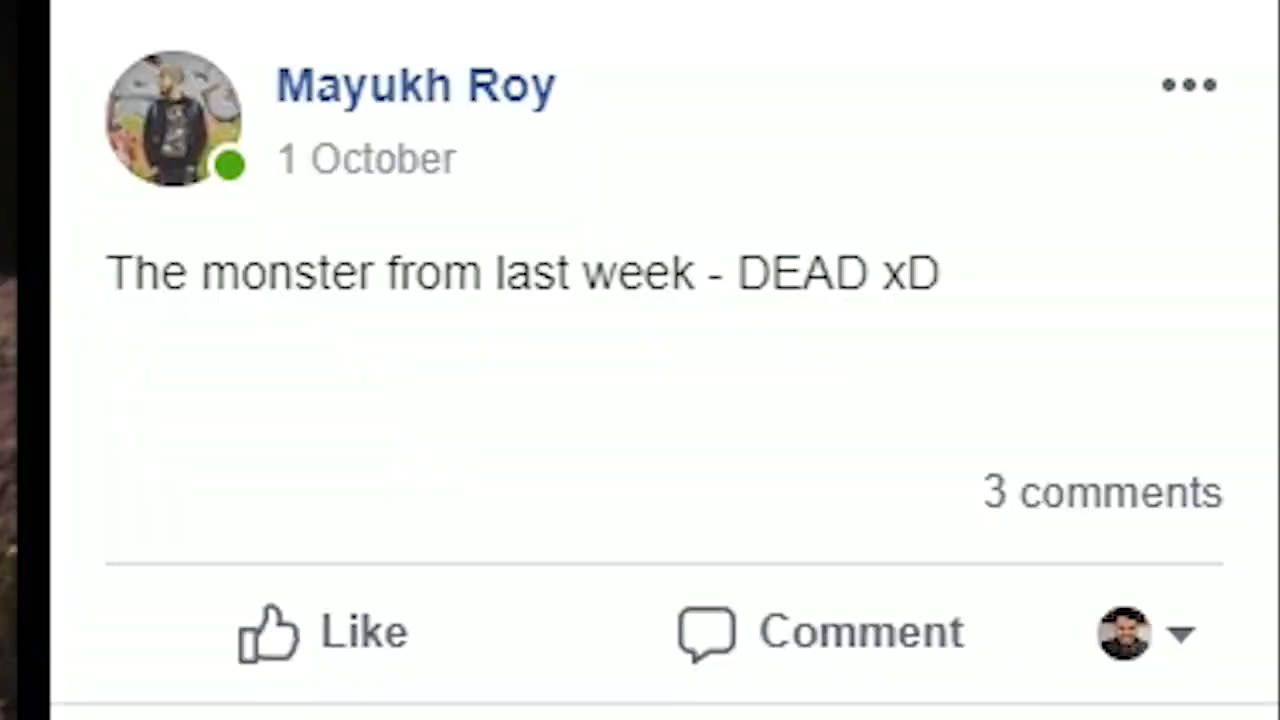 Mayukh Roy
1 October
The monster from last week - DEAD xD
3 comments
Like
Comment